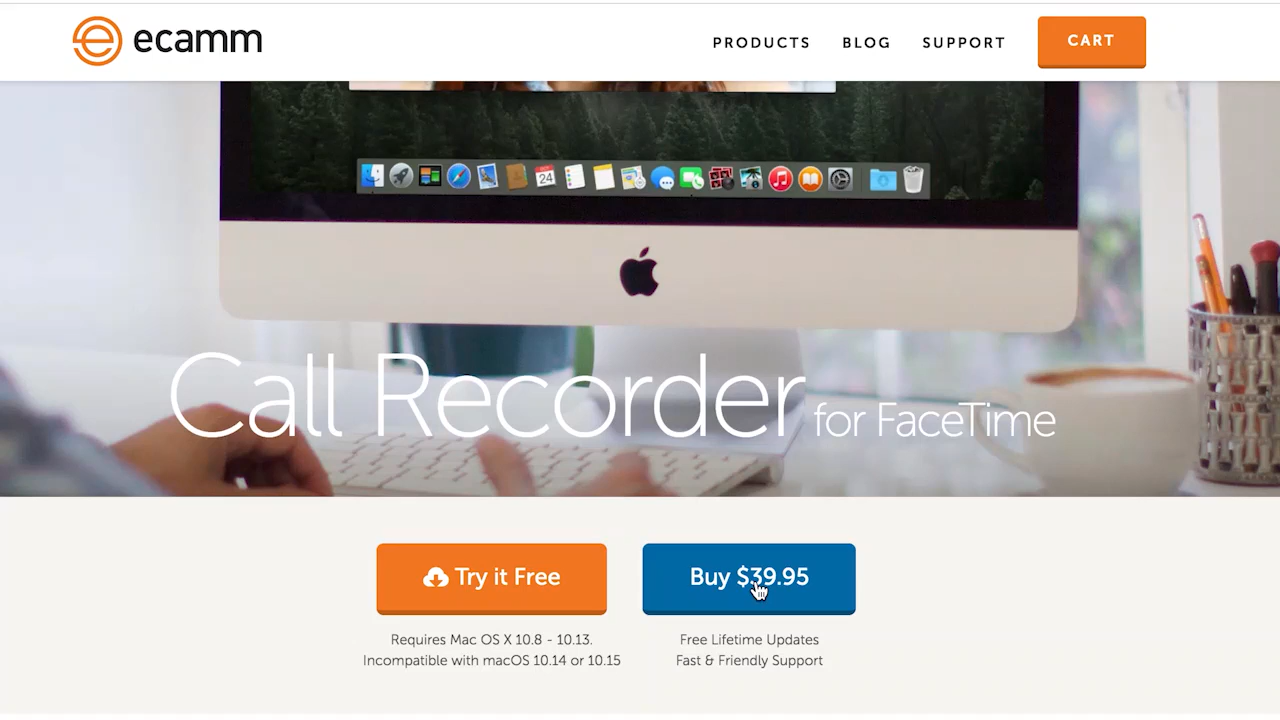 ecamm
PRODUCTS BLOG SUPPORT CART
24
Call Recorder for FaceTime
Try it Free
Buy $39.95
Requires Mac OS X 10.8 - 10.13.
Incompatible with macOS 10.14 or 10.15
Free Lifetime Updates
Fast & Friendly Support